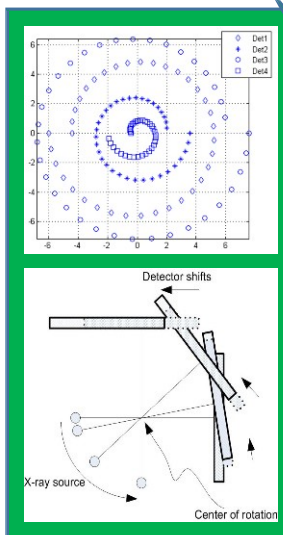 Det1
Det2
Det3
Det4
6
4
2
0
-2
-4
-6
-6
-4
-2
0
2
4
6
Detector shifts
X-ray source
Center of rotation